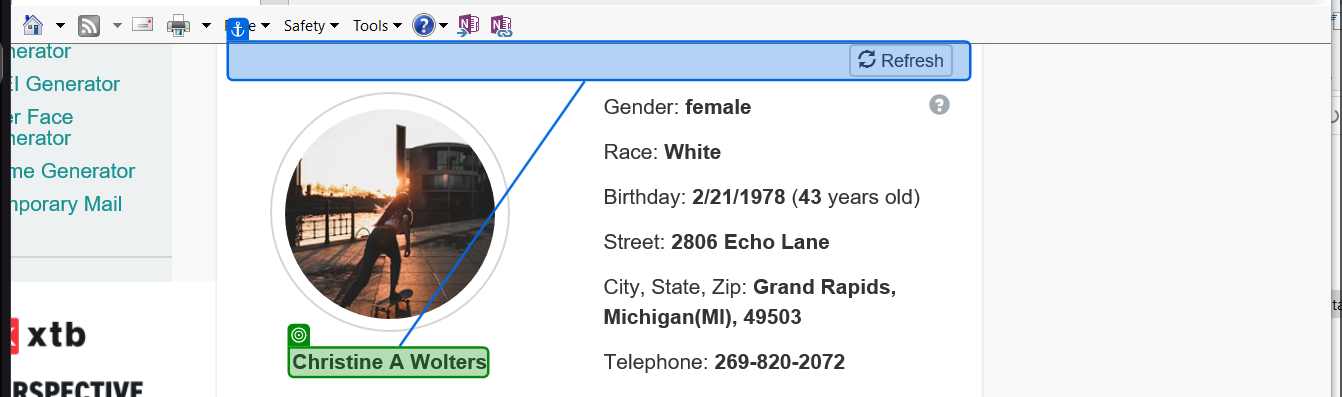 Safety Tools
Refresh
nerator
EI Generator
er Face
nerator
me Generator
mporary Mail
xtb
RSPECTIVE
Christine A Wolters
Gender: female
Race: White
Birthday: 2/21/1978 (43 years old)
Street: 2806 Echo Lane
City, State, Zip: Grand Rapids,
Michigan(MI), 49503
Telephone: 269-820-2072